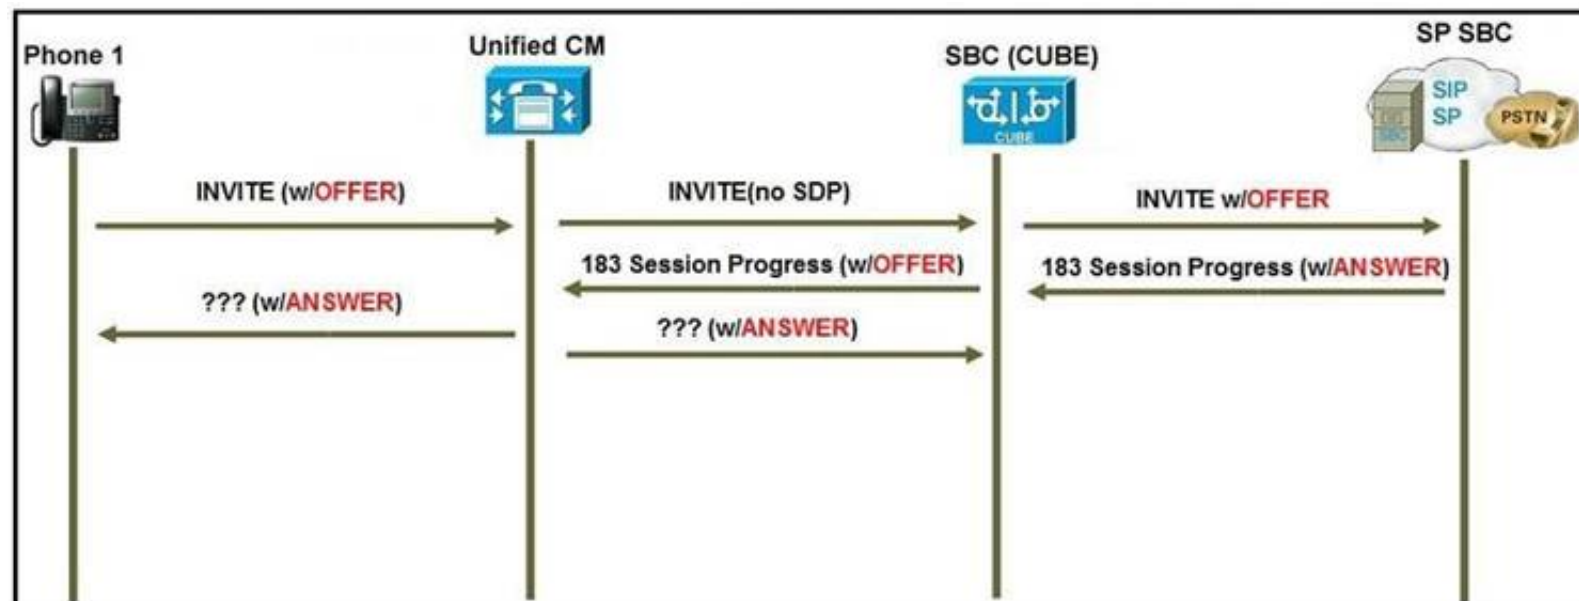 Phone 1
Unified CM
SBC (CUBE)
SP SBC
SIP
SP
PSTN
SBC
CUBE
INVITE (w/OFFER)
INVITE(no SDP)
INVITE w/OFFER
183 Session Progress (w/OFFER)
183 Session Progress (w/ANSWER)
??? (w/ANSWER)
??? (w/ANSWER)